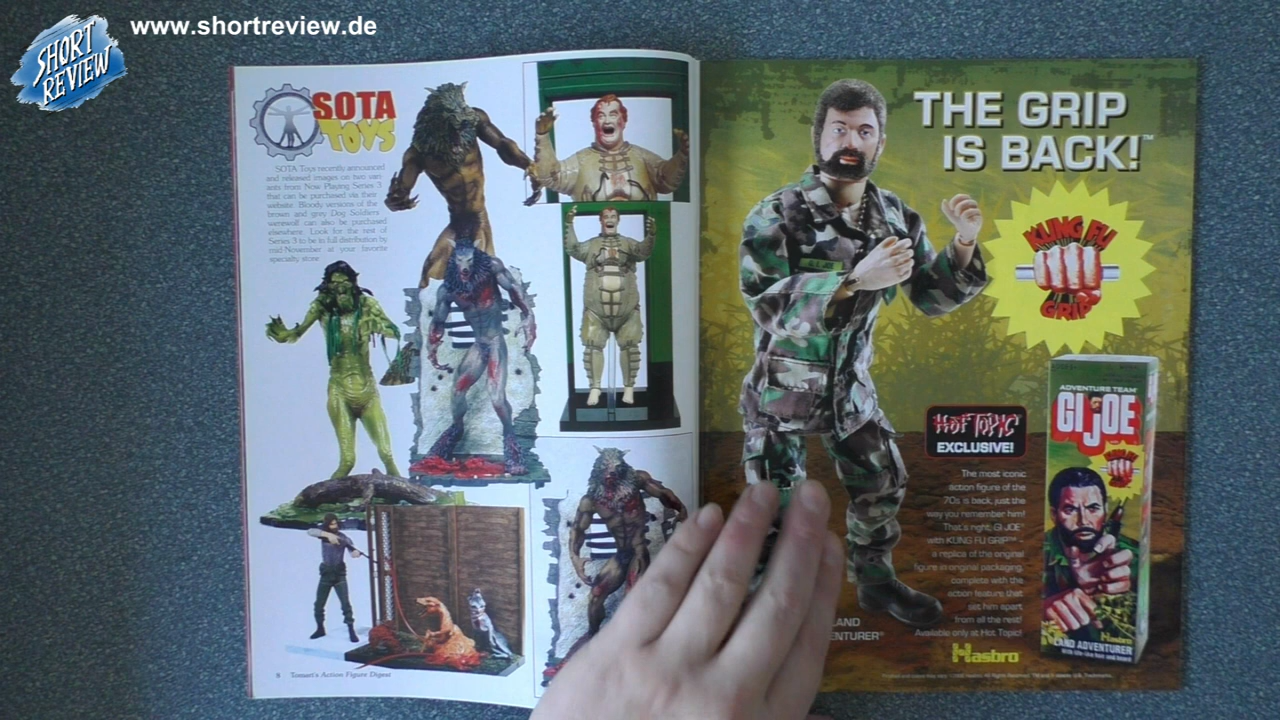 www.shortreview.de
SHORT
REVIEW
SOTA
TOYS
SOTA Toys recently announced
and released images on two vari-
ants from Now Playing Series 3
that can be purchased via their
website. Bloody versions of the
brown and grey Dog Soldiers
werewolf can also be purchased
elsewhere. Look for the rest of
Series 3 to be in full distribution by
mid-November at your favorite
specialty store.
8 Tomart's Action Figure Digest
THE GRIP
IS BACK!™
KUNG FU
GRIP
HOT TOPIC
EXCLUSIVE!
The most iconic
action figure of the
70s is back, just the
way you remember him!
That's right, GI JOE®
with KUNG FU GRIP™,
a replica of the original
figure in original packaging,
complete with the
action feature that
set him apart
from all the rest!
Available only at Hot Topic!
Hasbro
LAND
ENTURER®
ADVENTURE TEAM
GI JOE
Hasbro
LAND ADVENTURER